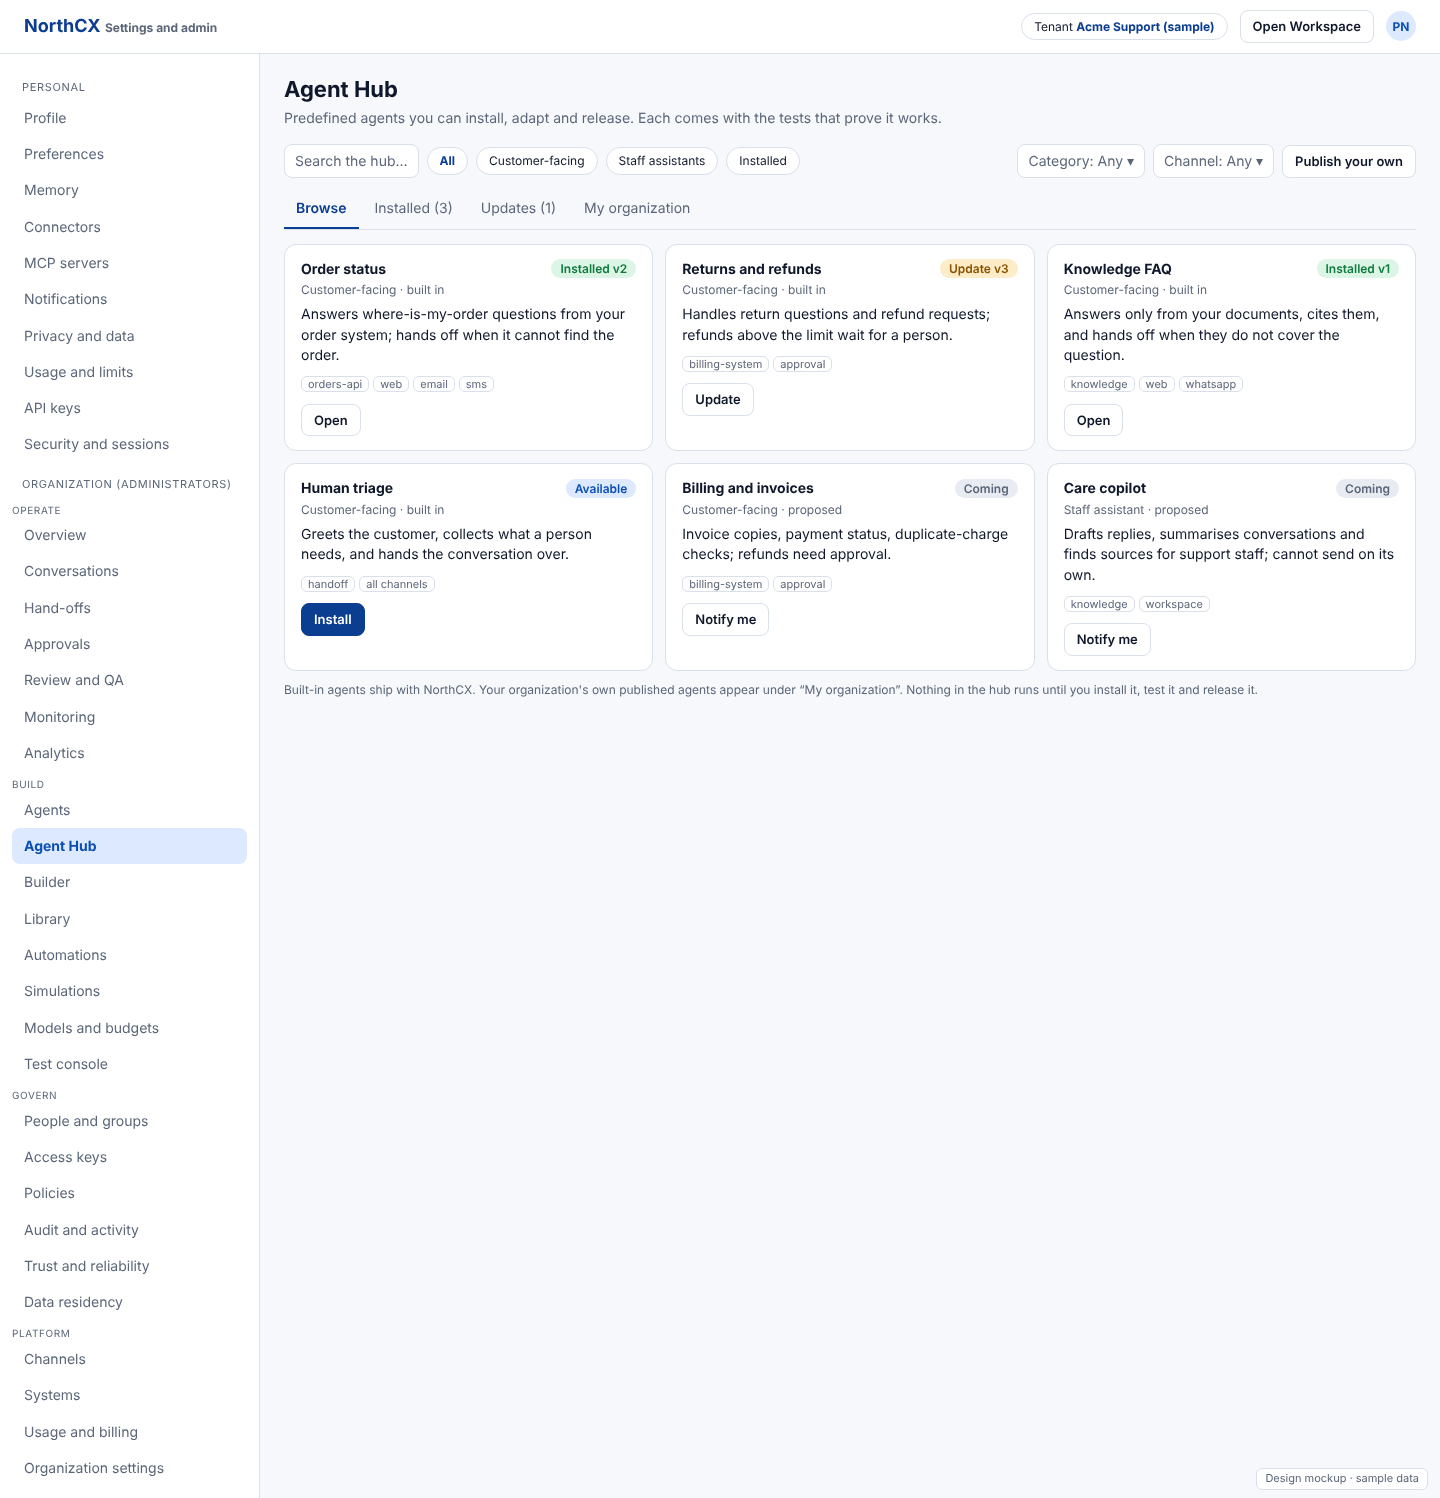 NorthCX Settings and admin
Tenant Acme Support (sample)
Open Workspace
PN
PERSONAL
Profile
Preferences
Memory
Connectors
MCP servers
Notifications
Privacy and data
Usage and limits
API keys
Security and sessions
ORGANIZATION (ADMINISTRATORS)
OPERATE
Overview
Conversations
Hand-offs
Approvals
Review and QA
Monitoring
Analytics
BUILD
Agents
Agent Hub
Builder
Library
Automations
Simulations
Models and budgets
Test console
GOVERN
People and groups
Access keys
Policies
Audit and activity
Trust and reliability
Data residency
PLATFORM
Channels
Systems
Usage and billing
Organization settings
Agent Hub
Predefined agents you can install, adapt and release. Each comes with the tests that prove it works.
Search the hub...
All
Customer-facing
Staff assistants
Installed
Category: Any ▾
Channel: Any ▾
Publish your own
Browse
Installed (3)
Updates (1)
My organization
Order status
Installed v2
Customer-facing · built in
Answers where-is-my-order questions from your
order system; hands off when it cannot find the
order.
orders-api
web
email
sms
Open
Returns and refunds
Update v3
Customer-facing · built in
Handles return questions and refund requests;
refunds above the limit wait for a person.
billing-system
approval
Update
Knowledge FAQ
Installed v1
Customer-facing · built in
Answers only from your documents, cites them,
and hands off when they do not cover the
question.
knowledge
web
whatsapp
Open
Human triage
Available
Customer-facing · built in
Greets the customer, collects what a person
needs, and hands the conversation over.
handoff
all channels
Install
Billing and invoices
Coming
Customer-facing · proposed
Invoice copies, payment status, duplicate-charge
checks; refunds need approval.
billing-system
approval
Notify me
Care copilot
Coming
Staff assistant · proposed
Drafts replies, summarises conversations and
finds sources for support staff; cannot send on its
own.
knowledge
workspace
Notify me
Built-in agents ship with NorthCX. Your organization's own published agents appear under “My organization”. Nothing in the hub runs until you install it, test it and release it.
Design mockup · sample data